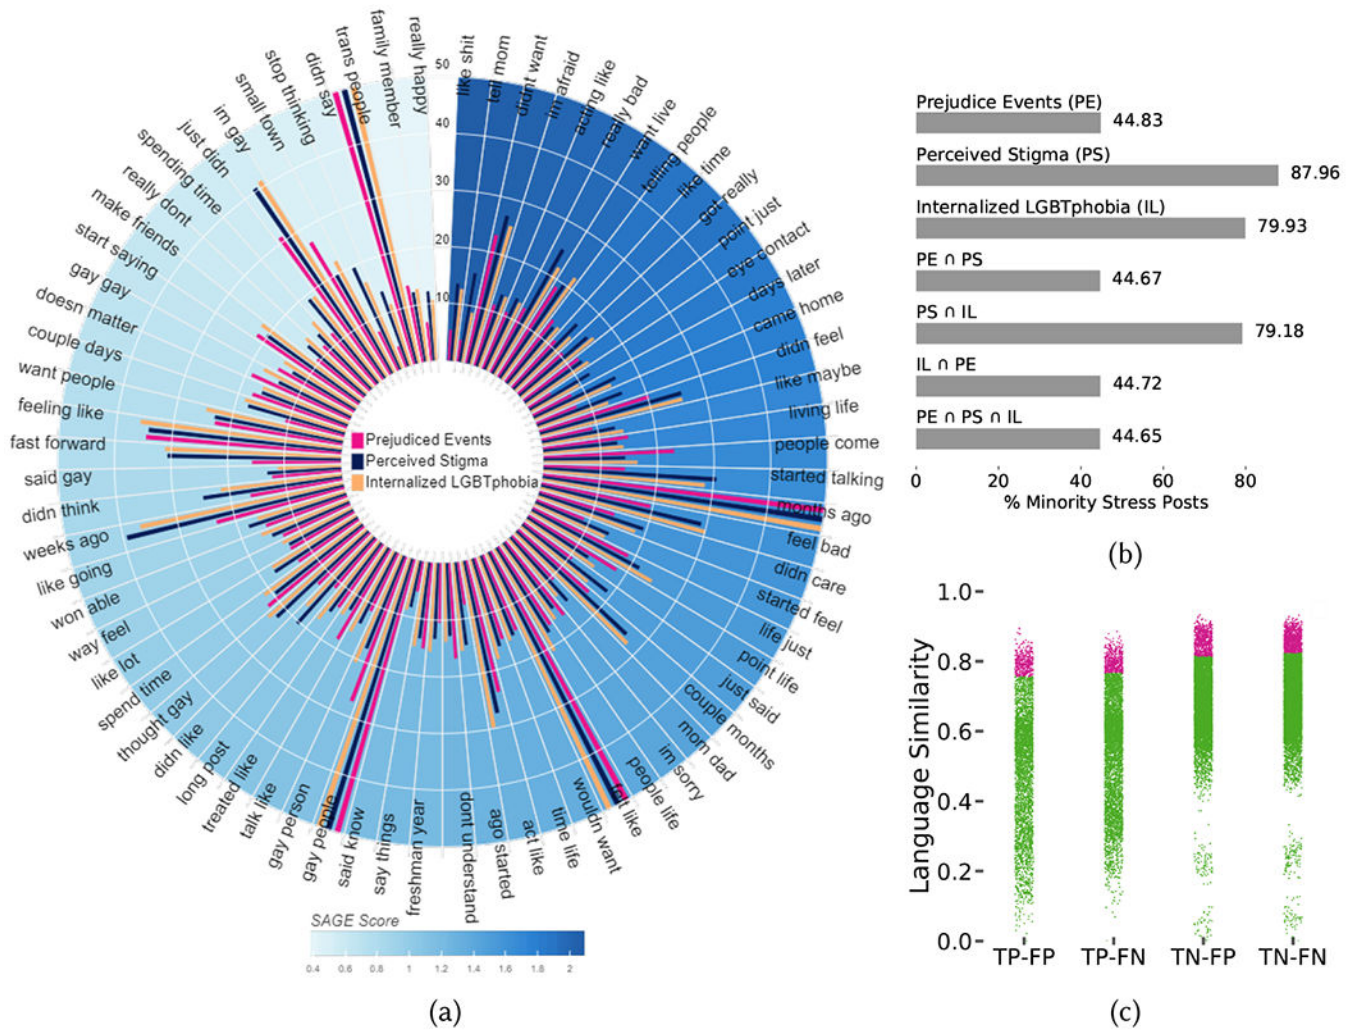 like shit
tell mom
didnt want
im afraid
acting like
really bad
want live
telling people
like time
got really
point just
eye contact
days later
came home
didn feel
like maybe
living life
people come
started talking
months ago
feel bad
didn care
started feel
life just
point life
just said
couple months
mom dad
im sorry
people life
felt like
wouldn want
time life
act like
ago started
dont understand
freshman year
say things
said know
gay people
gay person
talk like
treated like
long post
didn like
thought gay
spend time
like lot
way feel
won able
like going
weeks ago
didn think
said gay
fast forward
feeling like
want people
couple days
doesn matter
gay gay
start saying
make friends
really dont
spending time
just didn
im gay
small town
stop thinking
didn say
trans people
family member
really happy
50
40
30
20
10
Prejudiced Events
Perceived Stigma
Internalized LGBTphobia
SAGE Score
0.4 0.6 0.8 1 1.2 1.4 1.6 1.8 2
(a)
Prejudice Events (PE)
44.83
Perceived Stigma (PS)
87.96
Internalized LGBTphobia (IL)
79.93
PE ∩ PS
44.67
PS ∩ IL
79.18
IL ∩ PE
44.72
PE ∩ PS ∩ IL
44.65
0 20 40 60 80
% Minority Stress Posts
(b)
Language Similarity
1.0
0.8
0.6
0.4
0.2
0.0
TP-FP TP-FN TN-FP TN-FN
(c)